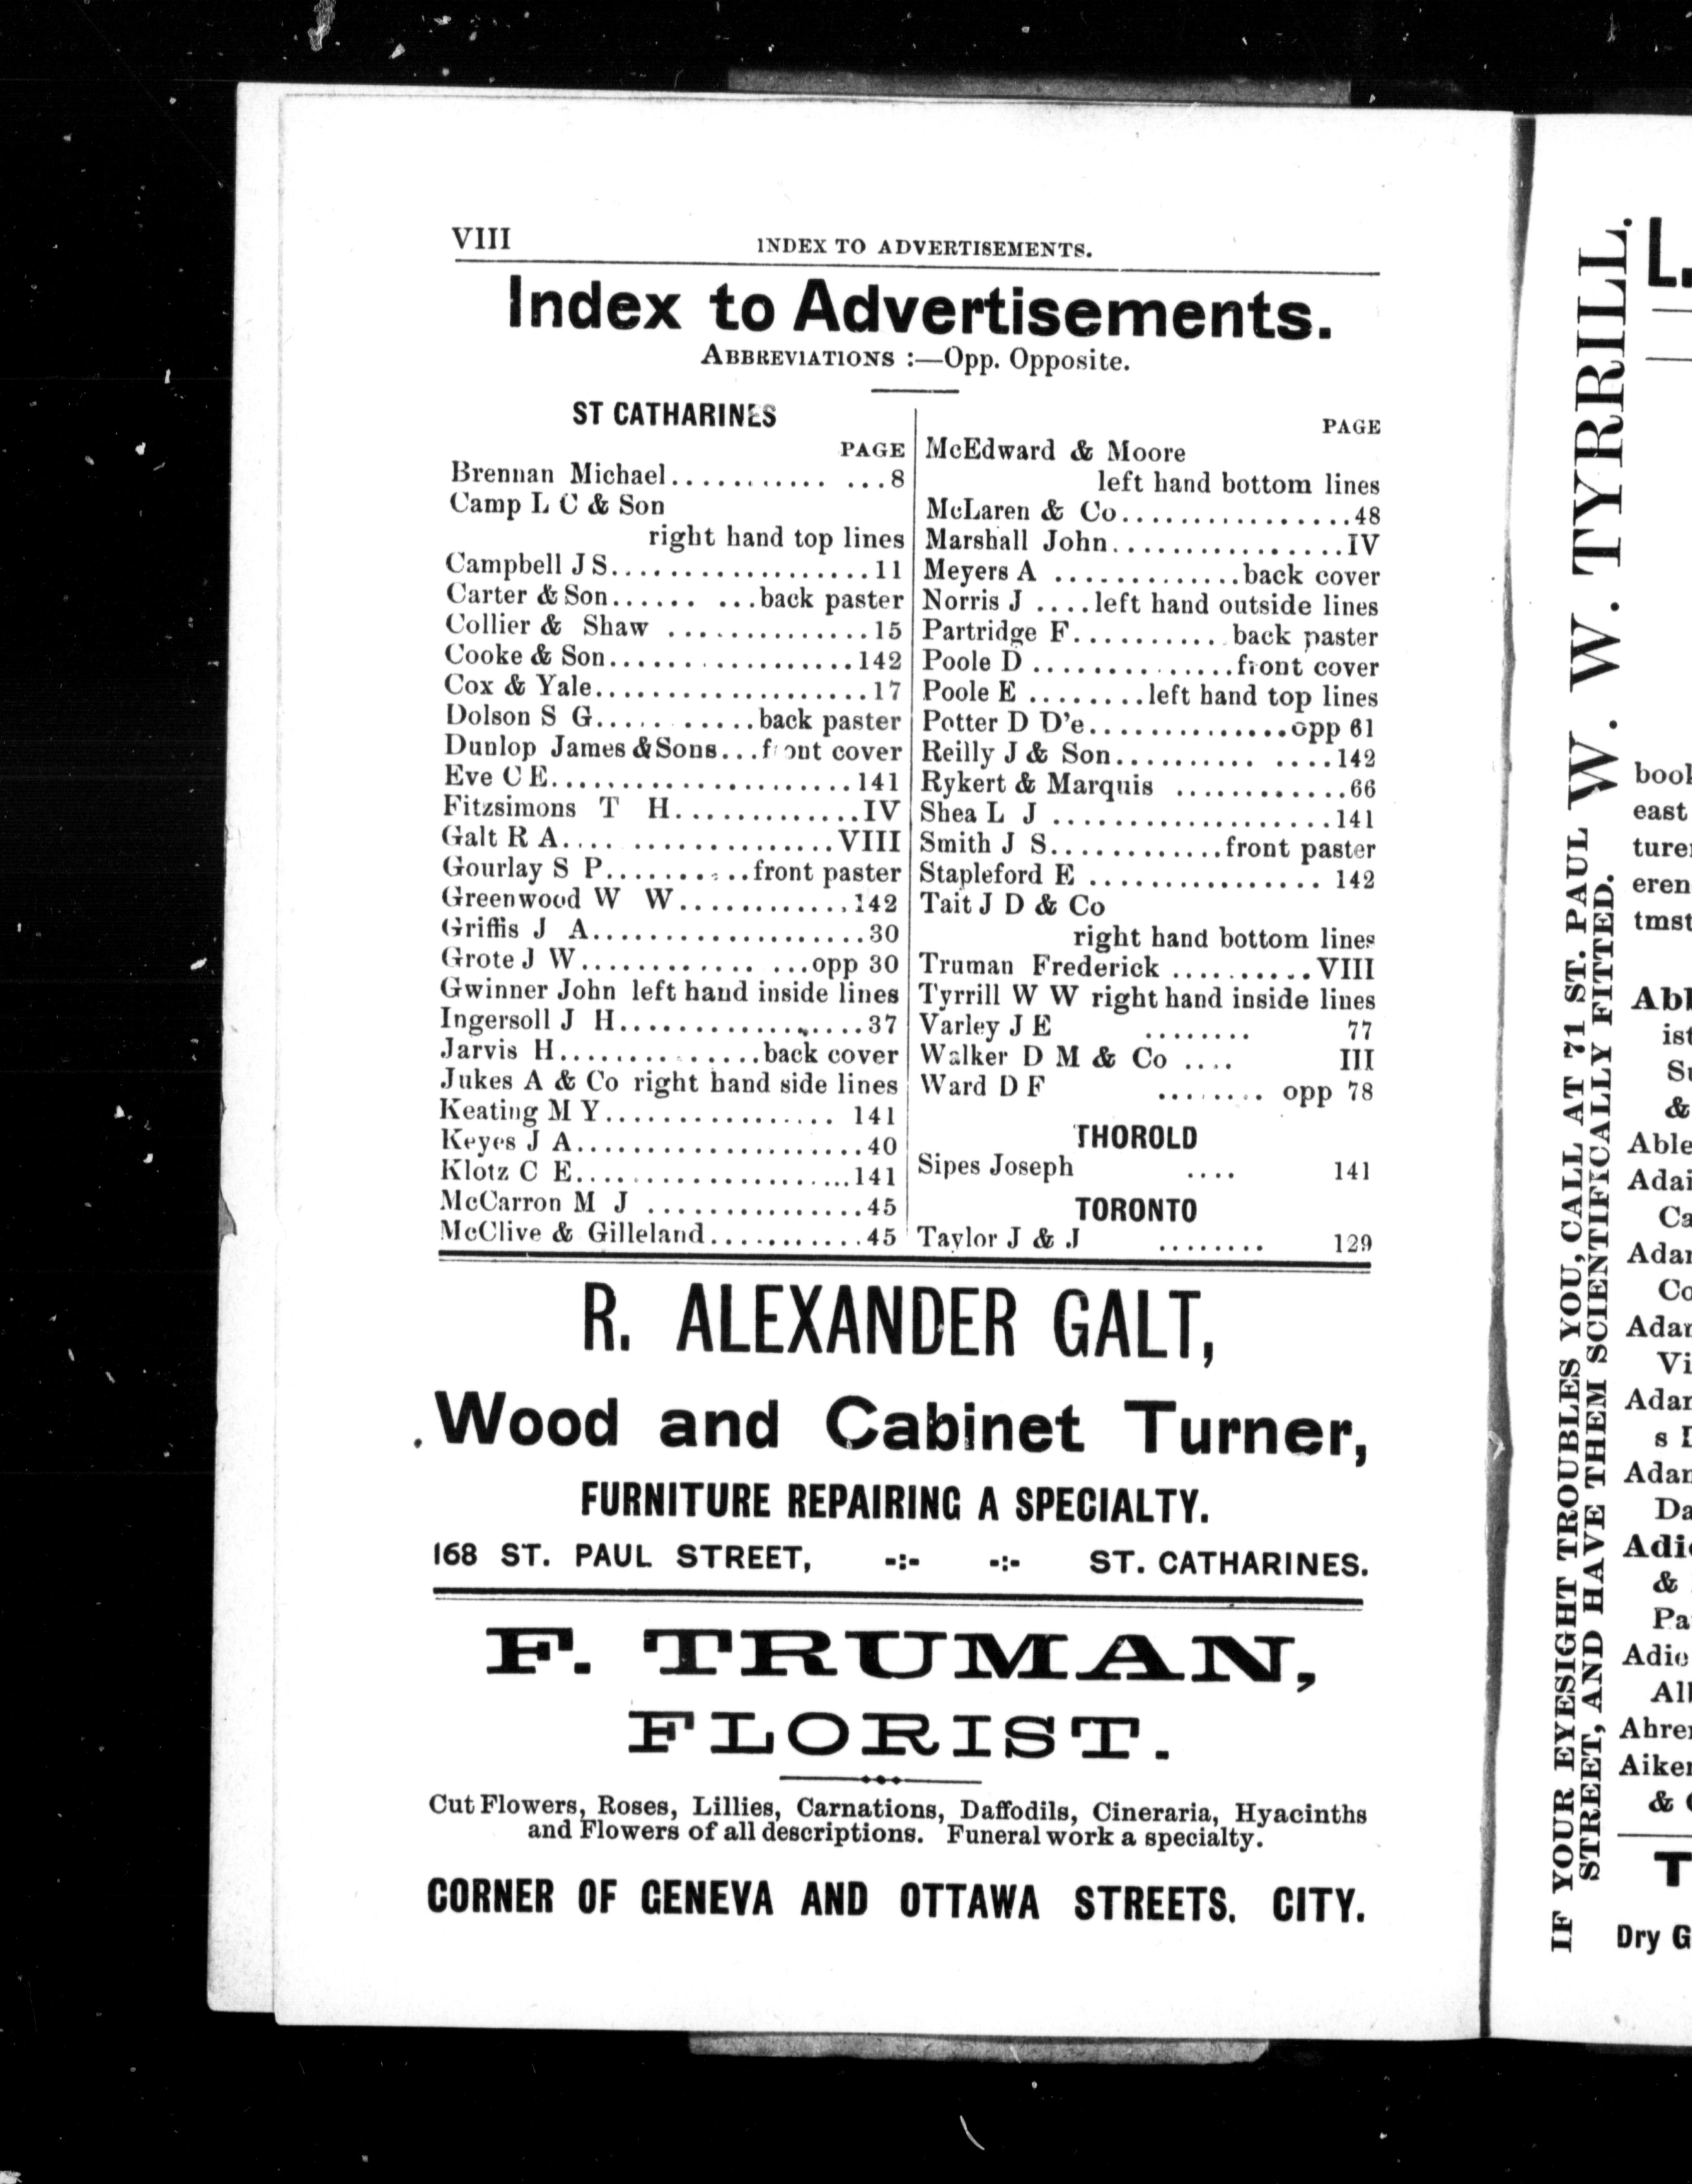 VIII INDEX TO ADVERTISEMENTS.
Index to Advertisements.
ABBREVIATIONS :—Opp. Opposite.
ST CATHARINES
PAGE
Brennan Michael........... ...8
Camp L C & Son
right hand top lines
Campbell J S..................11
Carter & Son...... ...back paster
Collier & Shaw ..............15
Cooke & Son.................142
Cox & Yale...................17
Dolson S G..... ......back paster
Dunlop James & Sons...front cover
Eve C E.....................141
Fitzsimons T H.............IV
Galt R A.... ................VIII
Gourlay S P..........front paster
Greenwood W W............142
Griffis J A...................30
Grote J W............ ...opp 30
Gwinner John left hand inside lines
Ingersoll J H.................37
Jarvis H..............back cover
Jukes A & Co right hand side lines
Keating M Y................ 141
Keyes J A....................40
Klotz C E...................141
McCarron M J ...............45
McClive & Gilleland...........45
PAGE
McEdward & Moore
left hand bottom lines
McLaren & Co................48
Marshall John................IV
Meyers A .............back cover
Norris J ....left hand outside lines
Partridge F...........back paster
Poole D ..............front cover
Poole E ........left hand top lines
Potter D D'e..............opp 61
Reilly J & Son.......... ....142
Rykert & Marquis ............66
Shea L J ...................141
Smith J S............front paster
Stapleford E ................ 142
Tait J D & Co
right hand bottom lines
Truman Frederick ..........VIII
Tyrrill W W right hand inside lines
Varley J E ........ 77
Walker D M & Co .... III
Ward D F ........ opp 78
THOROLD
Sipes Joseph .... 141
TORONTO
Taylor J & J ........ 129
R. ALEXANDER GALT,
Wood and Cabinet Turner,
FURNITURE REPAIRING A SPECIALTY.
168 ST. PAUL STREET, -:- -:- ST. CATHARINES.
F. TRUMAN,
FLORIST.
Cut Flowers, Roses, Lillies, Carnations, Daffodils, Cineraria, Hyacinths
and Flowers of all descriptions. Funeral work a specialty.
CORNER OF GENEVA AND OTTAWA STREETS. CITY.
IF YOUR EYESIGHT TROUBLES YOU, CALL AT 71 ST. PAUL
STREET, AND HAVE THEM SCIENTIFICALLY FITTED.
W. W. TYRRILL.
L.
east
Able
Dry G